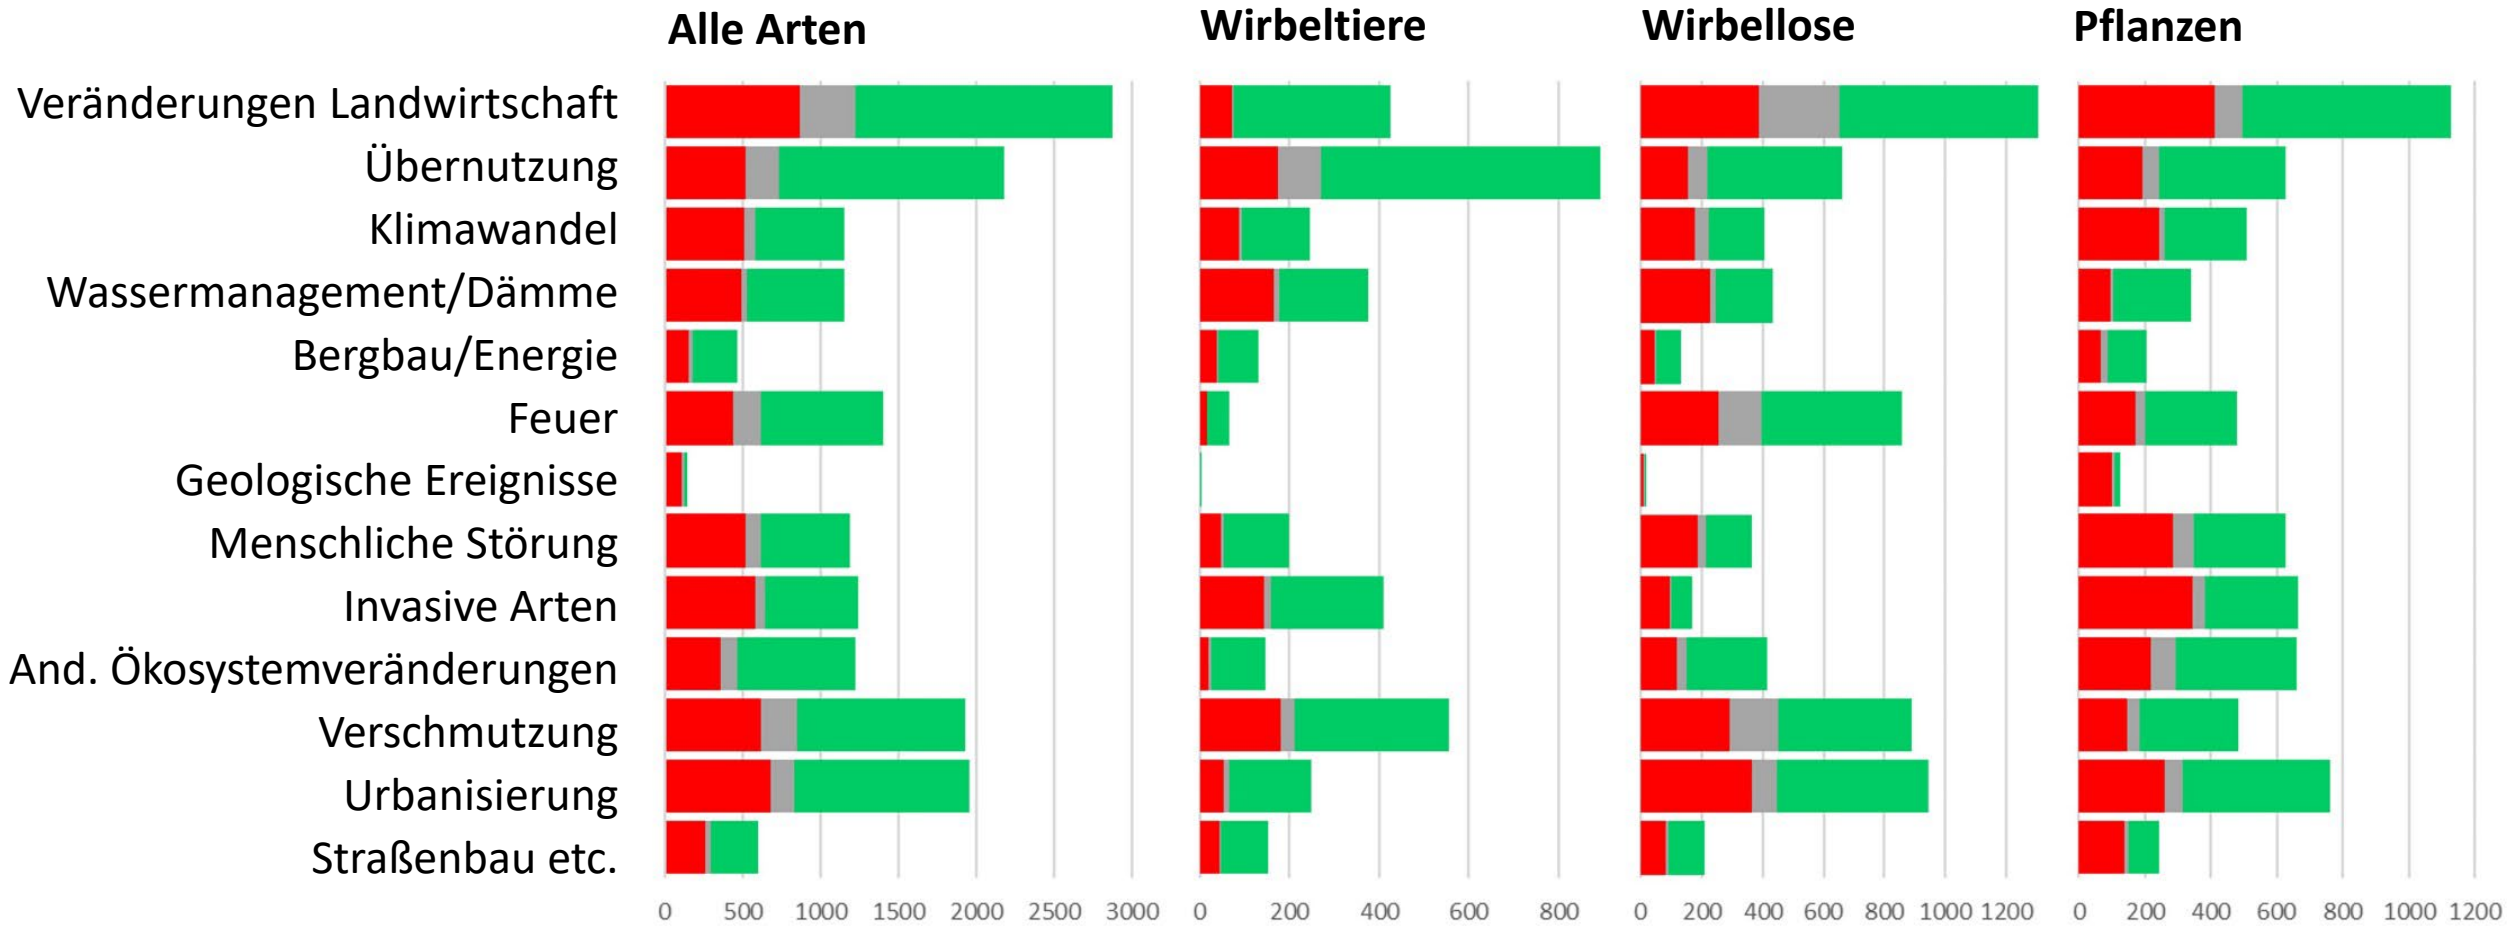 Alle Arten Wirbeltiere Wirbellose Pflanzen
Veränderungen Landwirtschaft
Übernutzung
Klimawandel
Wassermanagement/Dämme
Bergbau/Energie
Feuer
Geologische Ereignisse
Menschliche Störung
Invasive Arten
And. Ökosystemveränderungen
Verschmutzung
Urbanisierung
Straßenbau etc.
0 500 1000 1500 2000 2500 3000 0 200 400 600 800 0 200 400 600 800 1000 1200 0 200 400 600 800 1000 1200